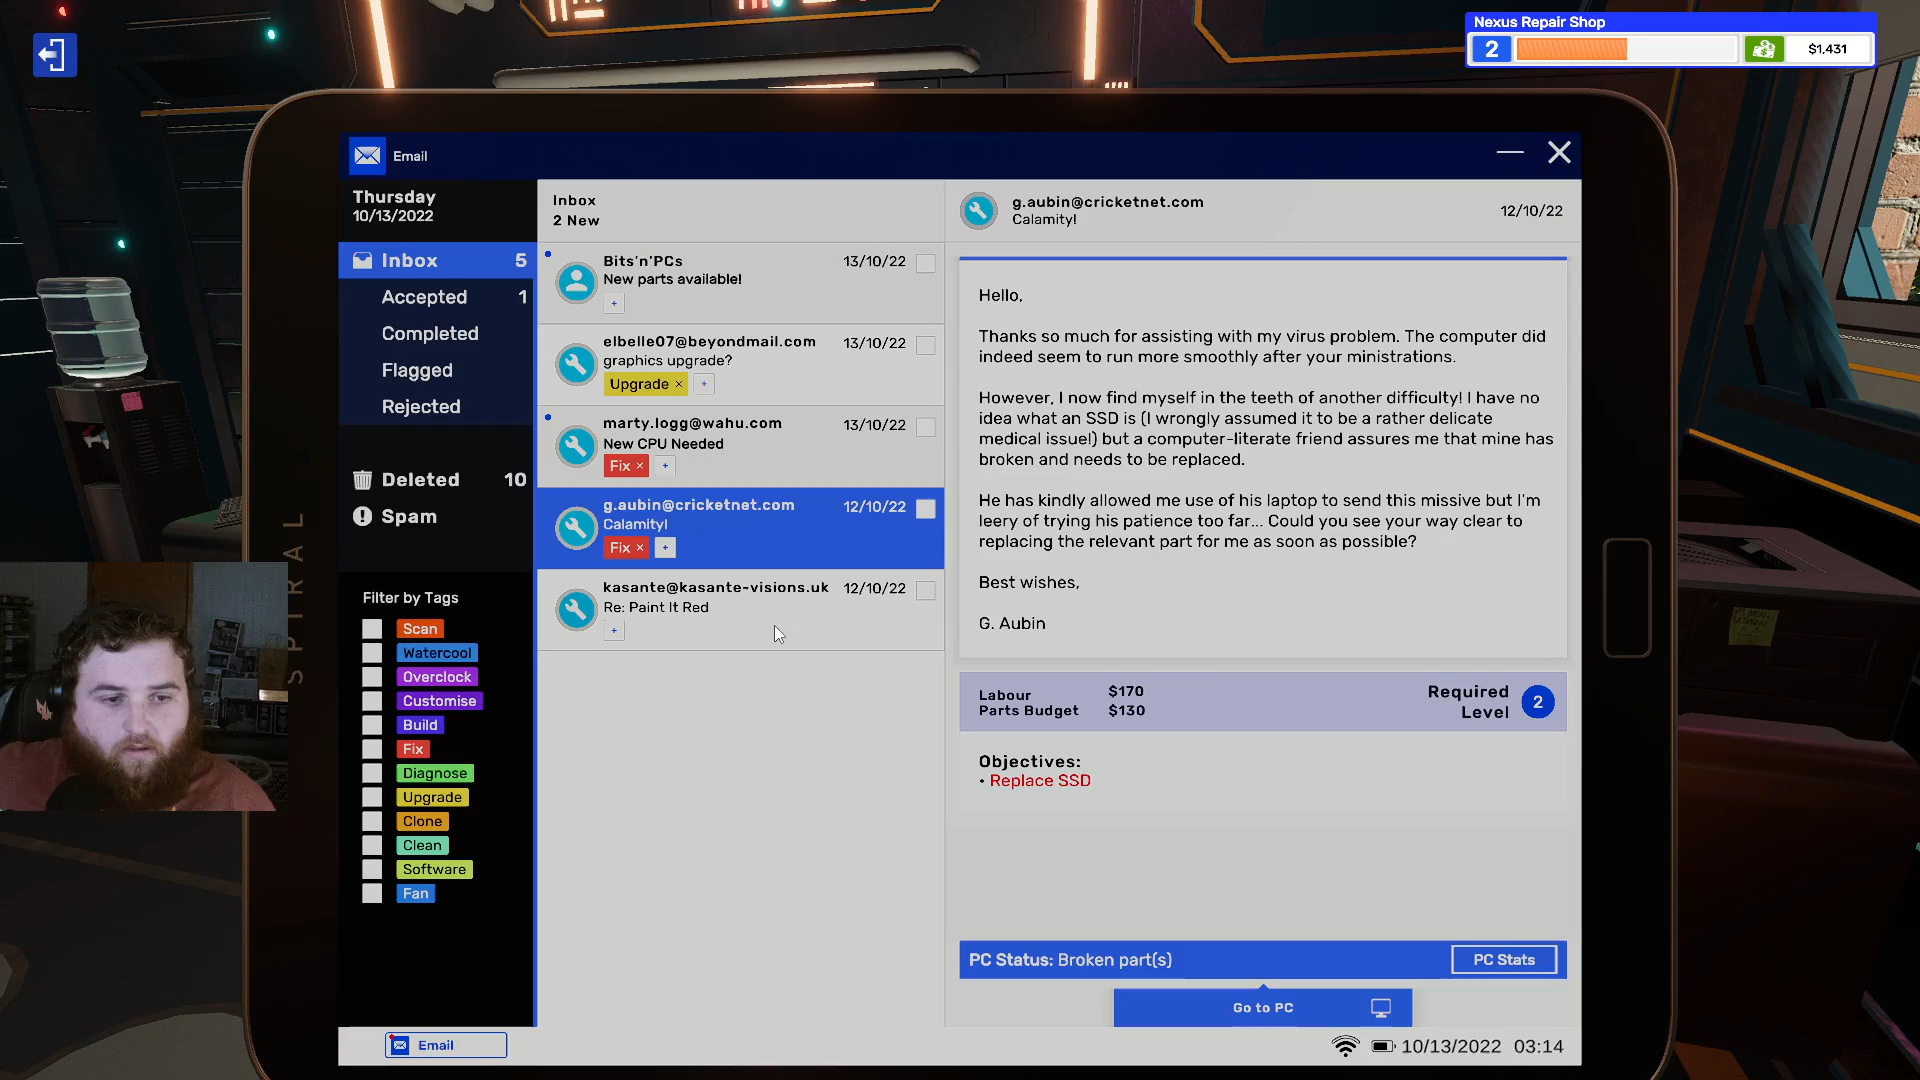 Nexus Repair Shop
2
$1,431
Email
Thursday
10/13/2022
Inbox 5
Accepted 1
Completed
Flagged
Rejected
Deleted 10
Spam
Filter by Tags
Scan
Watercool
Overclock
Customise
Build
Fix
Diagnose
Upgrade
Clone
Clean
Software
Fan
Inbox
2 New
Bits'n'PCs 13/10/22
New parts available!
+
elbelle07@beyondmail.com 13/10/22
graphics upgrade?
Upgrade × +
marty.logg@wahu.com 13/10/22
New CPU Needed
Fix × +
g.aubin@cricketnet.com 12/10/22
Calamity!
Fix × +
kasante@kasante-visions.uk 12/10/22
Re: Paint It Red
+
g.aubin@cricketnet.com
Calamity!
12/10/22
Hello,
Thanks so much for assisting with my virus problem. The computer did
indeed seem to run more smoothly after your ministrations.
However, I now find myself in the teeth of another difficulty! I have no
idea what an SSD is (I wrongly assumed it to be a rather delicate
medical issue!) but a computer-literate friend assures me that mine has
broken and needs to be replaced.
He has kindly allowed me use of his laptop to send this missive but I'm
leery of trying his patience too far... Could you see your way clear to
replacing the relevant part for me as soon as possible?
Best wishes,
G. Aubin
Labour $170
Parts Budget $130
Required
Level
2
Objectives:
• Replace SSD
PC Status: Broken part(s)
PC Stats
Go to PC
Email
10/13/2022 03:14
SPIRAL